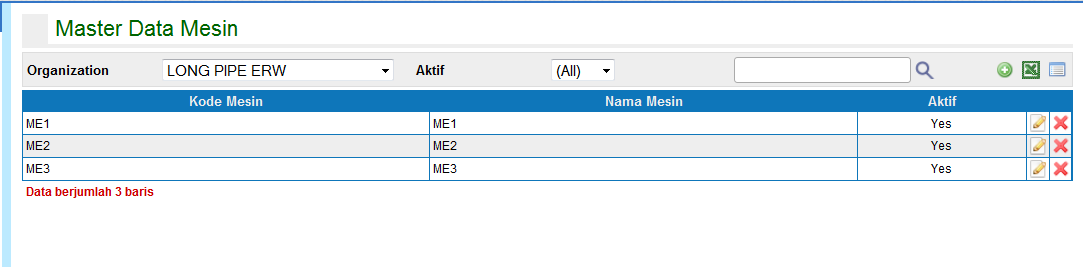 Master Data Mesin
Organization LONG PIPE ERW Aktif (All)
Kode Mesin Nama Mesin Aktif
ME1 ME1 Yes
ME2 ME2 Yes
ME3 ME3 Yes
Data berjumlah 3 baris